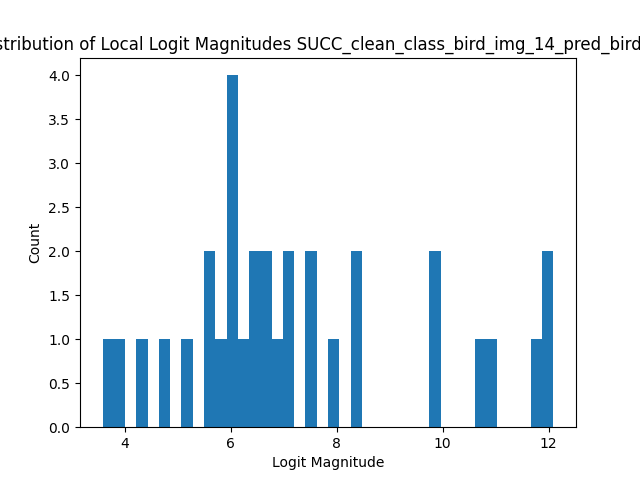 stribution of Local Logit Magnitudes SUCC_clean_class_bird_img_14_pred_bird
4.0
3.5
3.0
2.5
2.0
1.5
1.0
0.5
0.0
Count
4 6 8 10 12
Logit Magnitude